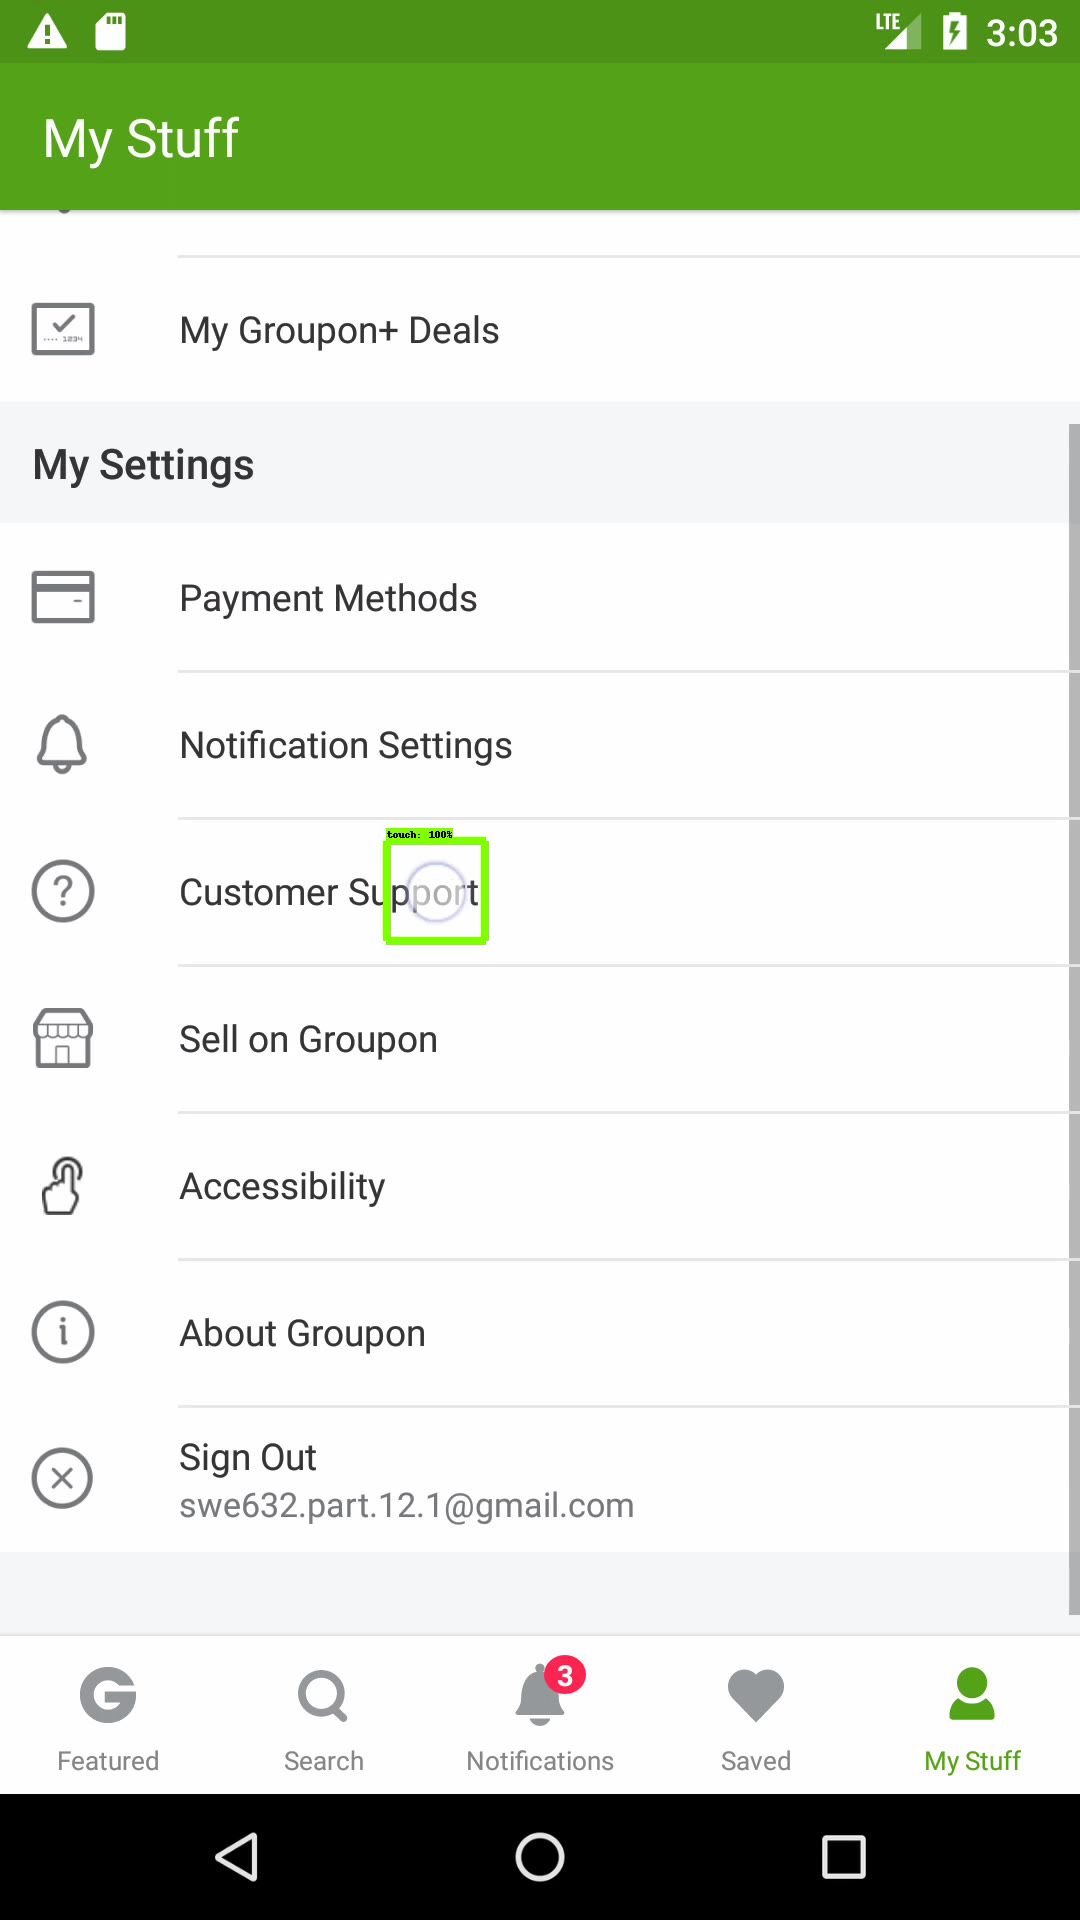 LTE 3:03
My Stuff
1234
My Groupon+ Deals
My Settings
Payment Methods
Notification Settings
touch: 100%
Customer Support
Sell on Groupon
Accessibility
About Groupon
Sign Out
swe632.part.12.1@gmail.com
3
Featured
Search
Notifications
Saved
My Stuff